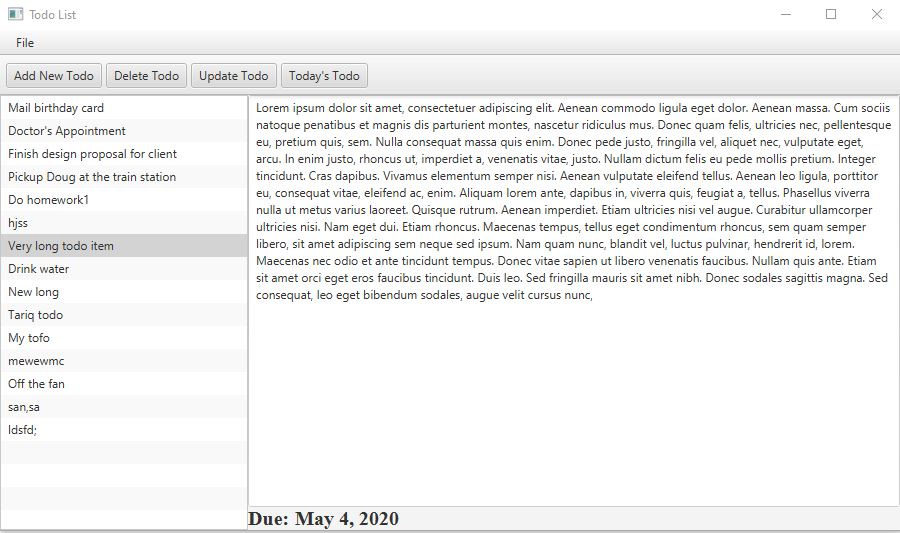 Todo List
File
Add New Todo Delete Todo Update Todo Today's Todo
Mail birthday card
Doctor's Appointment
Finish design proposal for client
Pickup Doug at the train station
Do homework1
hjss
Very long todo item
Drink water
New long
Tariq todo
My tofo
mewewmc
Off the fan
san,sa
ldsfd;
Lorem ipsum dolor sit amet, consectetuer adipiscing elit. Aenean commodo ligula eget dolor. Aenean massa. Cum sociis
natoque penatibus et magnis dis parturient montes, nascetur ridiculus mus. Donec quam felis, ultricies nec, pellentesque
eu, pretium quis, sem. Nulla consequat massa quis enim. Donec pede justo, fringilla vel, aliquet nec, vulputate eget,
arcu. In enim justo, rhoncus ut, imperdiet a, venenatis vitae, justo. Nullam dictum felis eu pede mollis pretium. Integer
tincidunt. Cras dapibus. Vivamus elementum semper nisi. Aenean vulputate eleifend tellus. Aenean leo ligula, porttitor
eu, consequat vitae, eleifend ac, enim. Aliquam lorem ante, dapibus in, viverra quis, feugiat a, tellus. Phasellus viverra
nulla ut metus varius laoreet. Quisque rutrum. Aenean imperdiet. Etiam ultricies nisi vel augue. Curabitur ullamcorper
ultricies nisi. Nam eget dui. Etiam rhoncus. Maecenas tempus, tellus eget condimentum rhoncus, sem quam semper
libero, sit amet adipiscing sem neque sed ipsum. Nam quam nunc, blandit vel, luctus pulvinar, hendrerit id, lorem.
Maecenas nec odio et ante tincidunt tempus. Donec vitae sapien ut libero venenatis faucibus. Nullam quis ante. Etiam
sit amet orci eget eros faucibus tincidunt. Duis leo. Sed fringilla mauris sit amet nibh. Donec sodales sagittis magna. Sed
consequat, leo eget bibendum sodales, augue velit cursus nunc,
Due: May 4, 2020